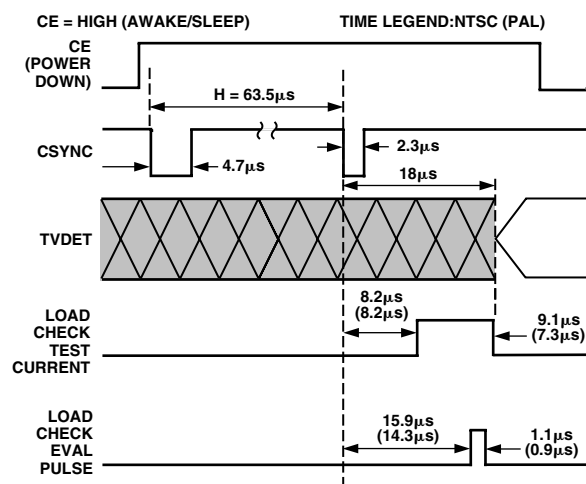 CE = HIGH (AWAKE/SLEEP)
TIME LEGEND:NTSC (PAL)
CE
(POWER
DOWN)
H = 63.5µs
CSYNC
4.7µs
2.3µs
18µs
TVDET
LOAD
CHECK
TEST
CURRENT
8.2µs
(8.2µs)
9.1µs
(7.3µs)
LOAD
CHECK
EVAL
PULSE
15.9µs
(14.3µs)
1.1µs
(0.9µs)